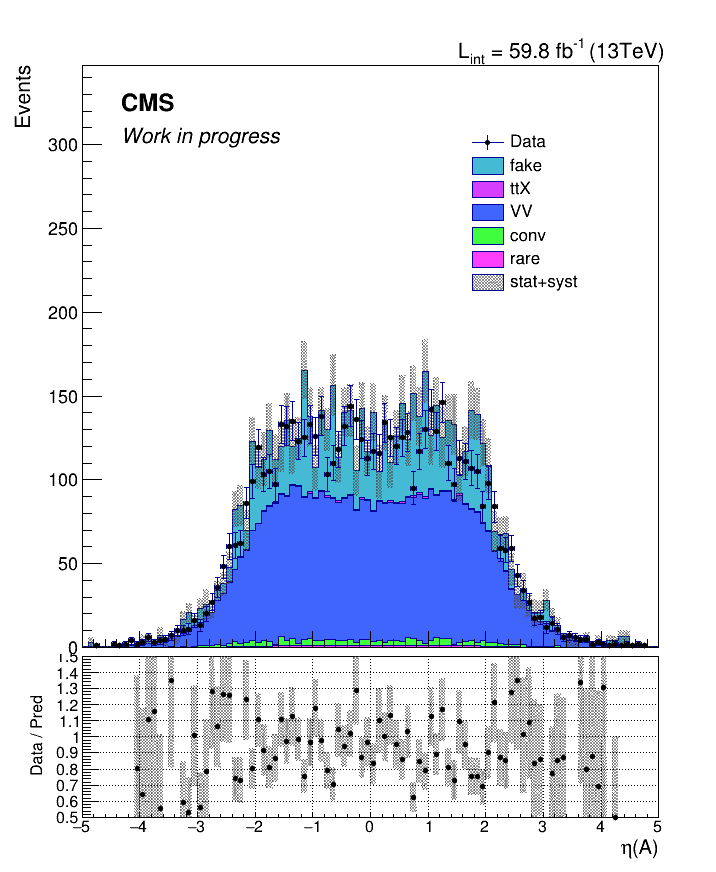 L_int = 59.8 fb^-1 (13TeV)
Events
CMS
Work in progress
Data
fake
ttX
VV
conv
rare
stat+syst
300
250
200
150
100
50
0
Data / Pred
1.5
1.4
1.3
1.2
1.1
1
0.9
0.8
0.7
0.6
0.5
−5 −4 −3 −2 −1 0 1 2 3 4 5
η(A)